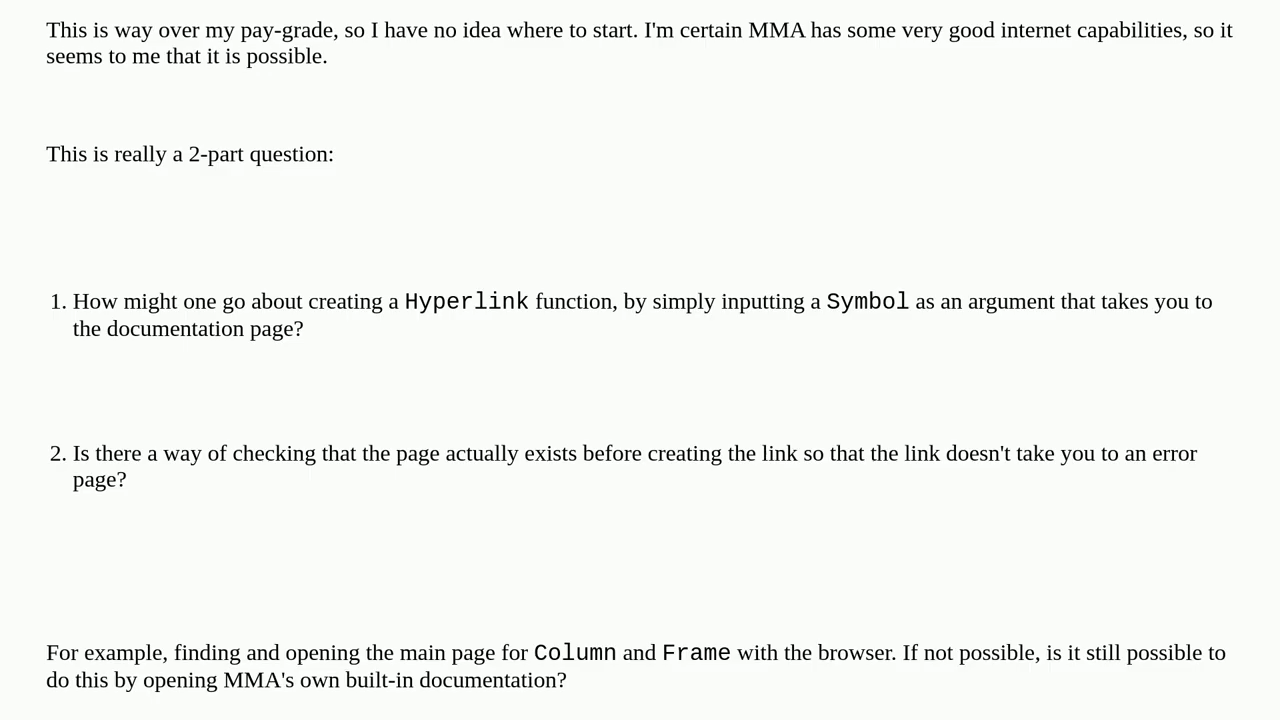 This is way over my pay-grade, so I have no idea where to start. I'm certain MMA has some very good internet capabilities, so it
seems to me that it is possible.
This is really a 2-part question:
1. How might one go about creating a Hyperlink function, by simply inputting a Symbol as an argument that takes you to
the documentation page?
2. Is there a way of checking that the page actually exists before creating the link so that the link doesn't take you to an error
page?
For example, finding and opening the main page for Column and Frame with the browser. If not possible, is it still possible to
do this by opening MMA's own built-in documentation?